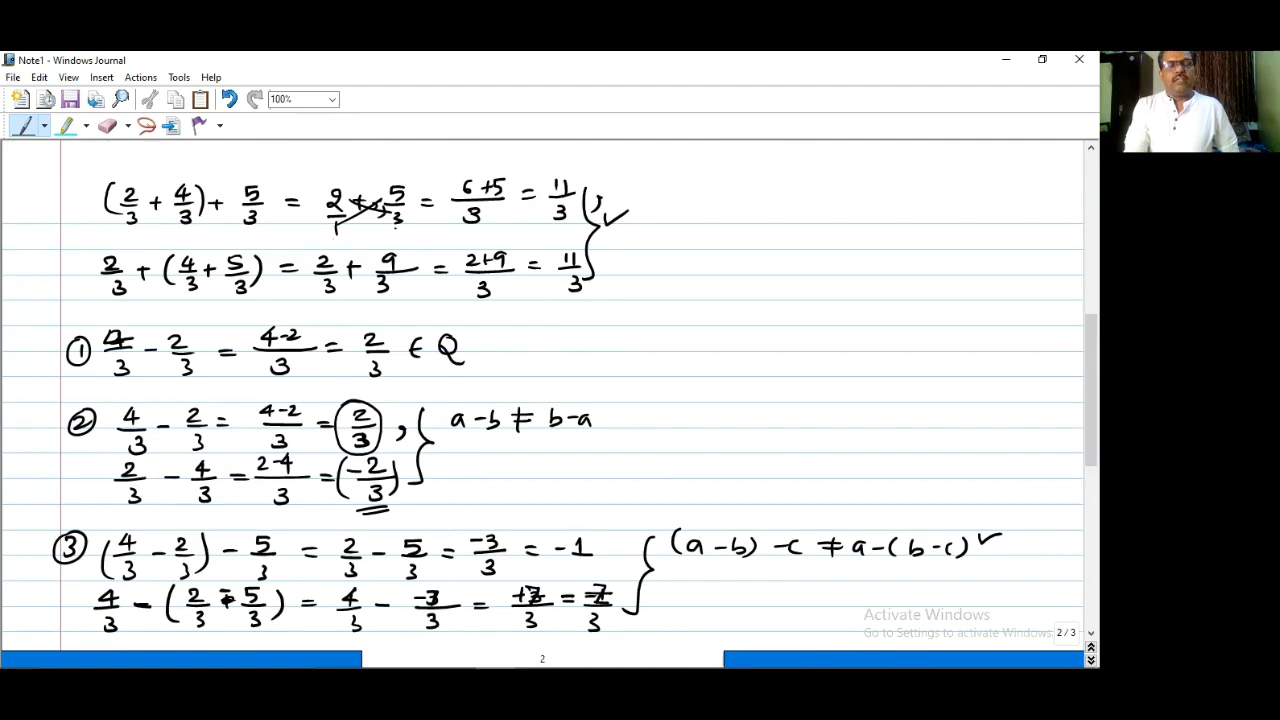 Note1 - Windows Journal
File Edit View Insert Actions Tools Help
100%
(2/3 + 4/3) + 5/3 = 2/1 + 5/3 = 6+5/3 = 11/3 ,
2/3 + (4/3 + 5/3) = 2/3 + 9/3 = 2+9/3 = 11/3 } ✓
① 4/3 - 2/3 = 4-2/3 = 2/3 ∈ Q
② 4/3 - 2/3 = 4-2/3 = 2/3 , } a-b ≠ b-a
2/3 - 4/3 = 2-4/3 = (-2/3)
③ (4/3 - 2/3) - 5/3 = 2/3 - 5/3 = -3/3 = -1 } (a-b)-c ≠ a-(b-c) ✓
4/3 - (2/3 - 5/3) = 4/3 - -3/3 = +7/3 = 7/3
Activate Windows
Go to Settings to activate Windows.
2 / 3
2